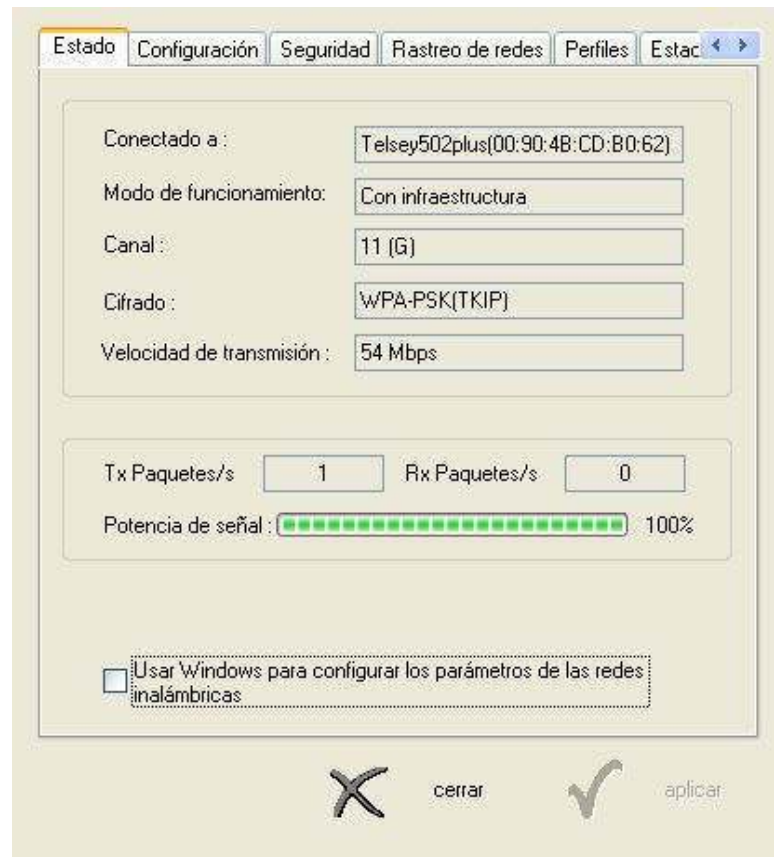 Estado Configuración Seguridad Rastreo de redes Perfiles Estac
Conectado a : Telsey502plus(00:90:4B:CD:B0:62)
Modo de funcionamiento: Con infraestructura
Canal : 11 (G)
Cifrado : WPA-PSK(TKIP)
Velocidad de transmisión : 54 Mbps
Tx Paquetes/s 1 Rx Paquetes/s 0
Potencia de señal : 100%
Usar Windows para configurar los parámetros de las redes
inalámbricas
cerrar aplicar